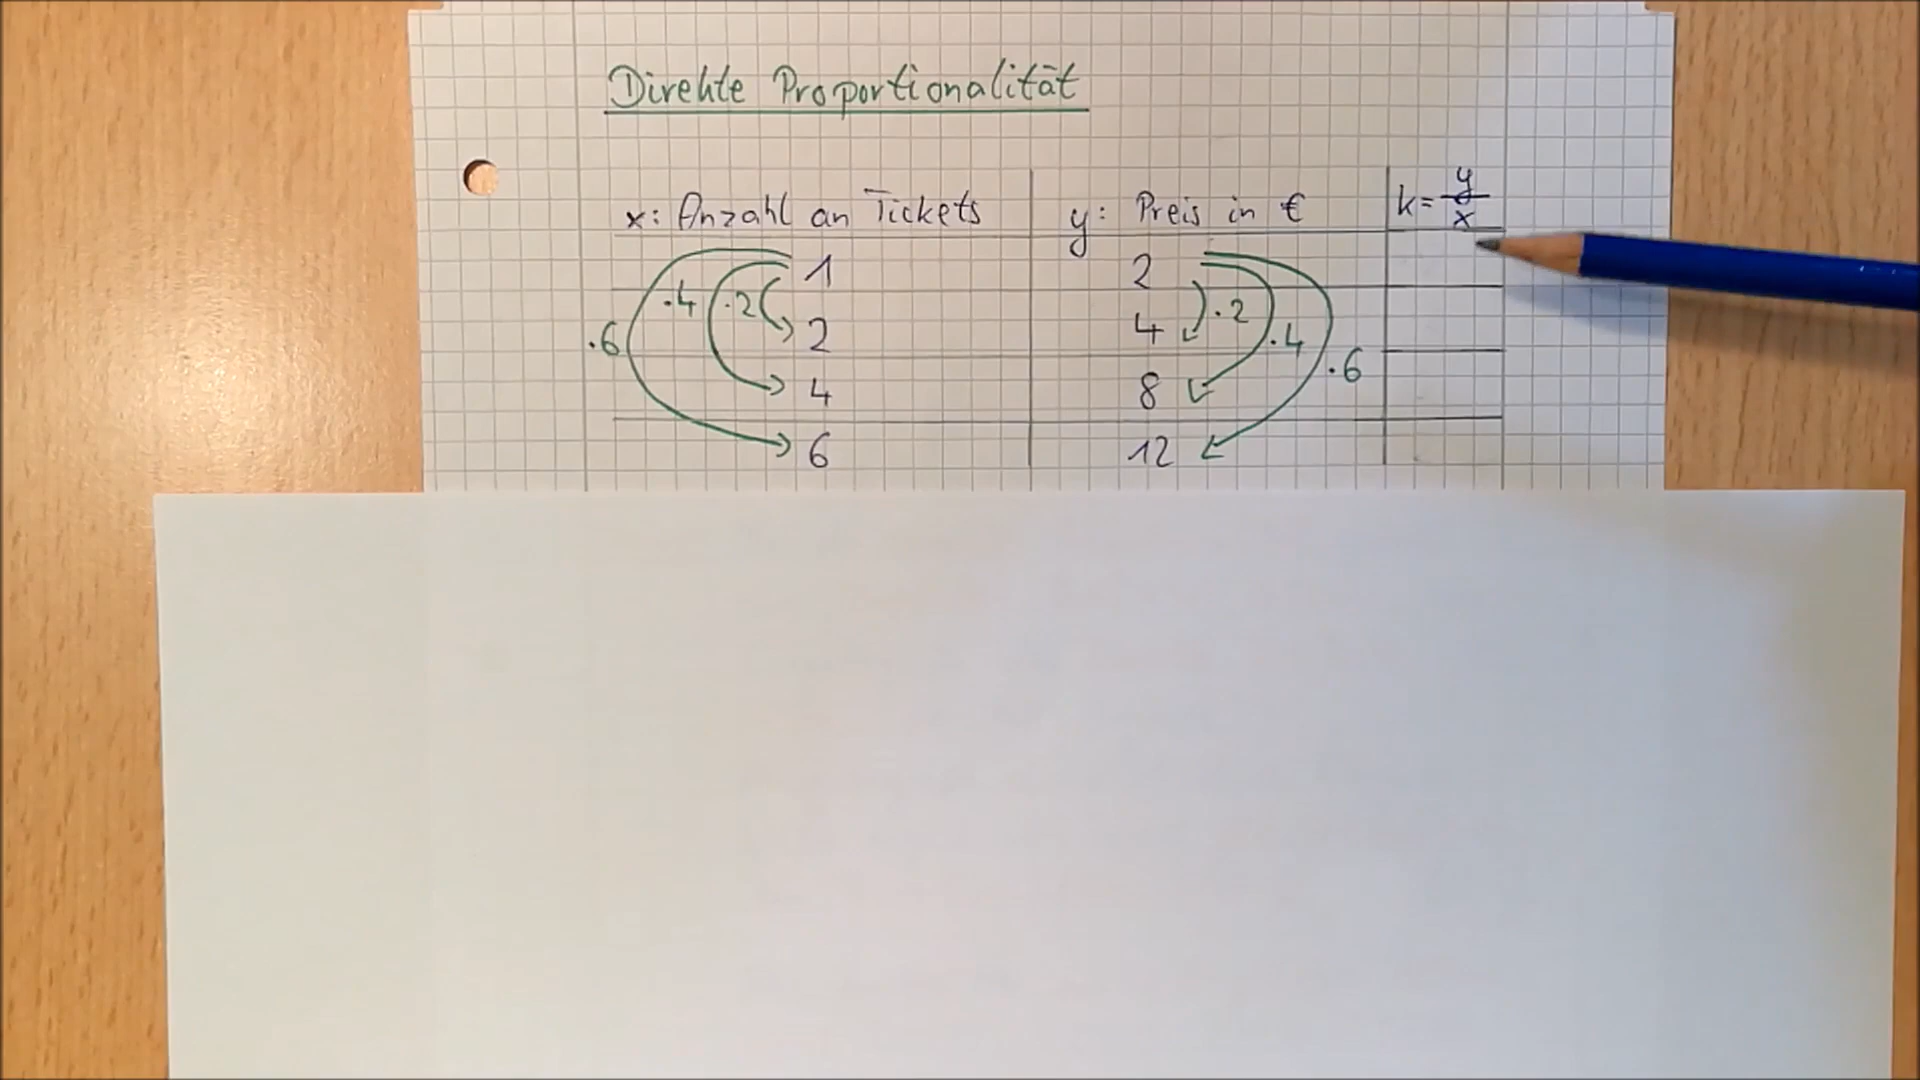 Direkte Proportionalität
x: Anzahl an Tickets y: Preis in € k = y/x
1 2
·4 ·2 ·2
·6 2 4 ·4
·6
4 8
6 12